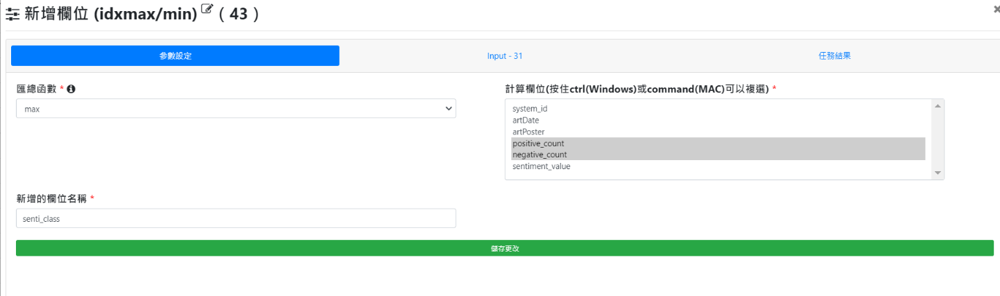 新增欄位 (idxmax/min) ( 43 )
参數設定
Input - 31
任務結果
匯總函數 *
max
計算欄位(按住ctrl(Windows)或command(MAC)可以複選) *
system_id
artDate
artPoster
positive_count
negative_count
sentiment_value
新增的欄位名稱 *
senti_class
儲存更改